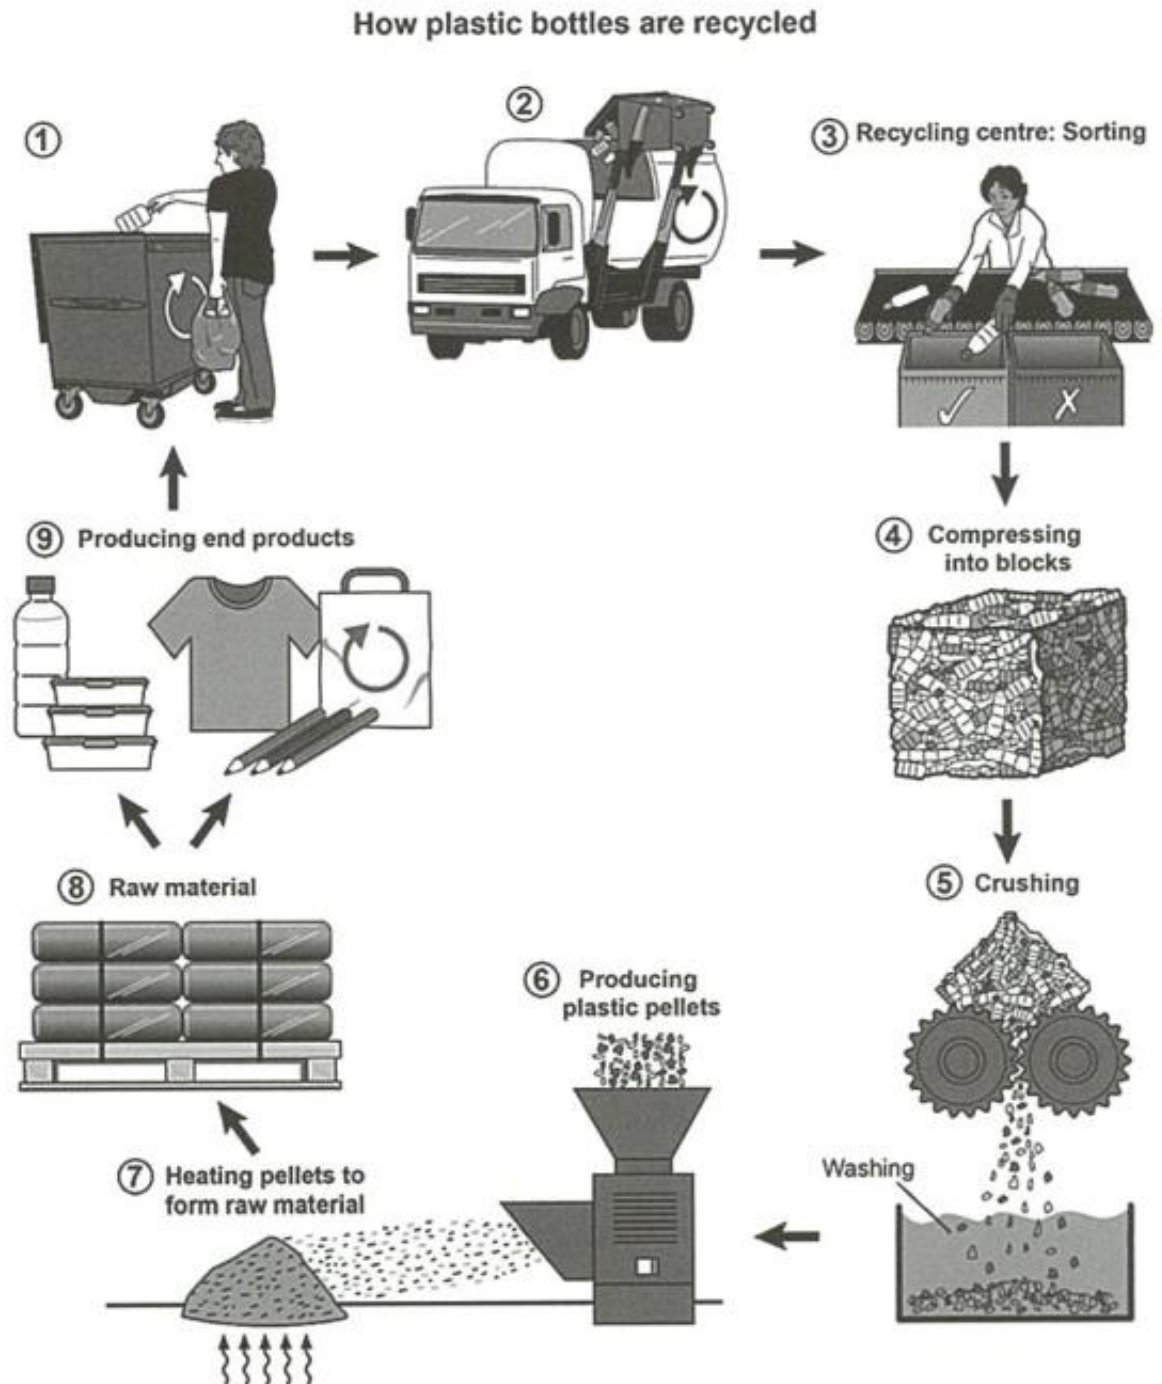 How plastic bottles are recycled
1
2
3 Recycling centre: Sorting
4 Compressing
into blocks
5 Crushing
Washing
6 Producing
plastic pellets
7 Heating pellets to
form raw material
8 Raw material
9 Producing end products